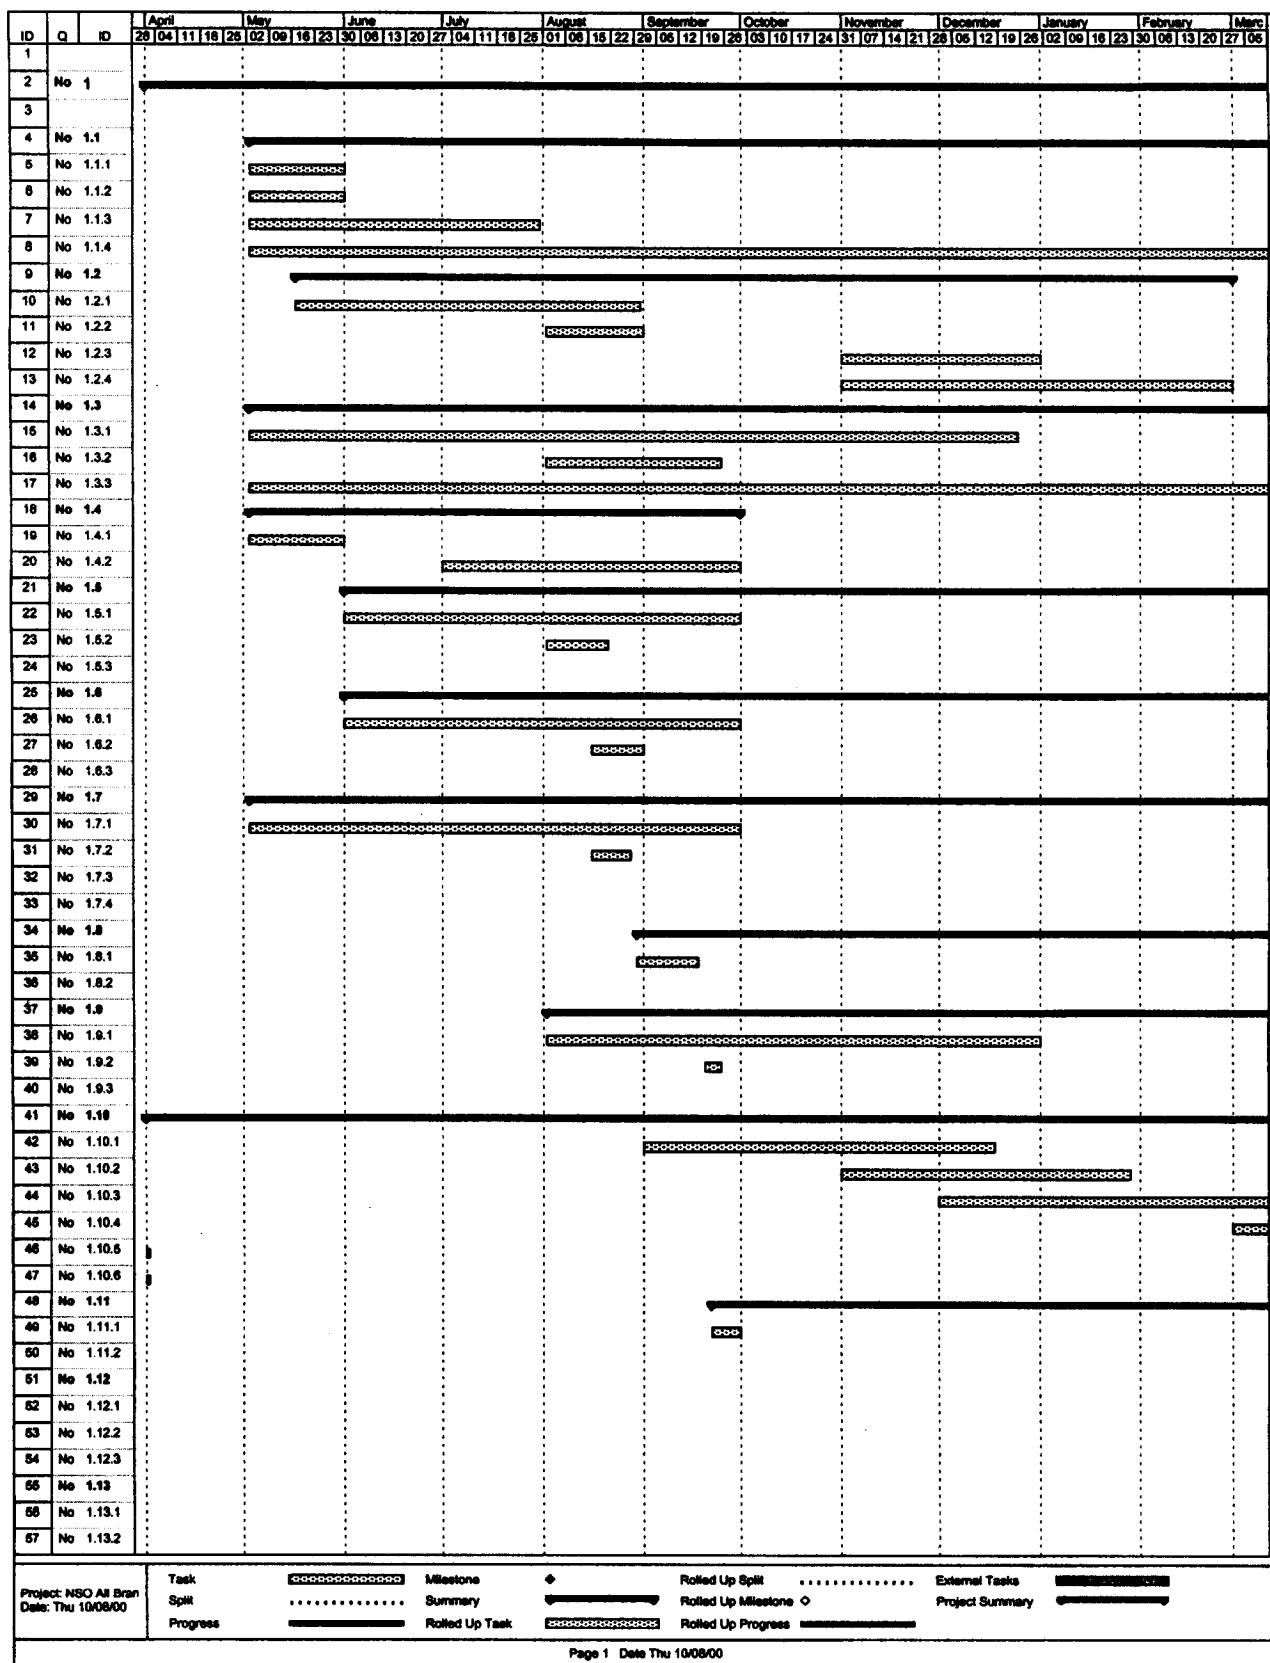 April May June July August September October November December January February Marc
ID Q ID 28 04 11 18 25 02 09 16 23 30 06 13 20 27 04 11 18 25 01 08 15 22 29 05 12 19 26 03 10 17 24 31 07 14 21 28 05 12 19 26 02 09 16 23 30 06 13 20 27 06
1
2 No 1
3
4 No 1.1
5 No 1.1.1
6 No 1.1.2
7 No 1.1.3
8 No 1.1.4
9 No 1.2
10 No 1.2.1
11 No 1.2.2
12 No 1.2.3
13 No 1.2.4
14 No 1.3
15 No 1.3.1
16 No 1.3.2
17 No 1.3.3
18 No 1.4
19 No 1.4.1
20 No 1.4.2
21 No 1.5
22 No 1.5.1
23 No 1.5.2
24 No 1.5.3
25 No 1.6
26 No 1.6.1
27 No 1.6.2
28 No 1.6.3
29 No 1.7
30 No 1.7.1
31 No 1.7.2
32 No 1.7.3
33 No 1.7.4
34 No 1.8
35 No 1.8.1
36 No 1.8.2
37 No 1.9
38 No 1.9.1
39 No 1.9.2
40 No 1.9.3
41 No 1.10
42 No 1.10.1
43 No 1.10.2
44 No 1.10.3
45 No 1.10.4
46 No 1.10.5
47 No 1.10.6
48 No 1.11
49 No 1.11.1
50 No 1.11.2
51 No 1.12
52 No 1.12.1
53 No 1.12.2
54 No 1.12.3
55 No 1.13
56 No 1.13.1
57 No 1.13.2
Project: NSO All Bran
Date: Thu 10/08/00
Task Milestone Rolled Up Split External Tasks
Split Summary Rolled Up Milestone Project Summary
Progress Rolled Up Task Rolled Up Progress
Page 1 Date Thu 10/08/00